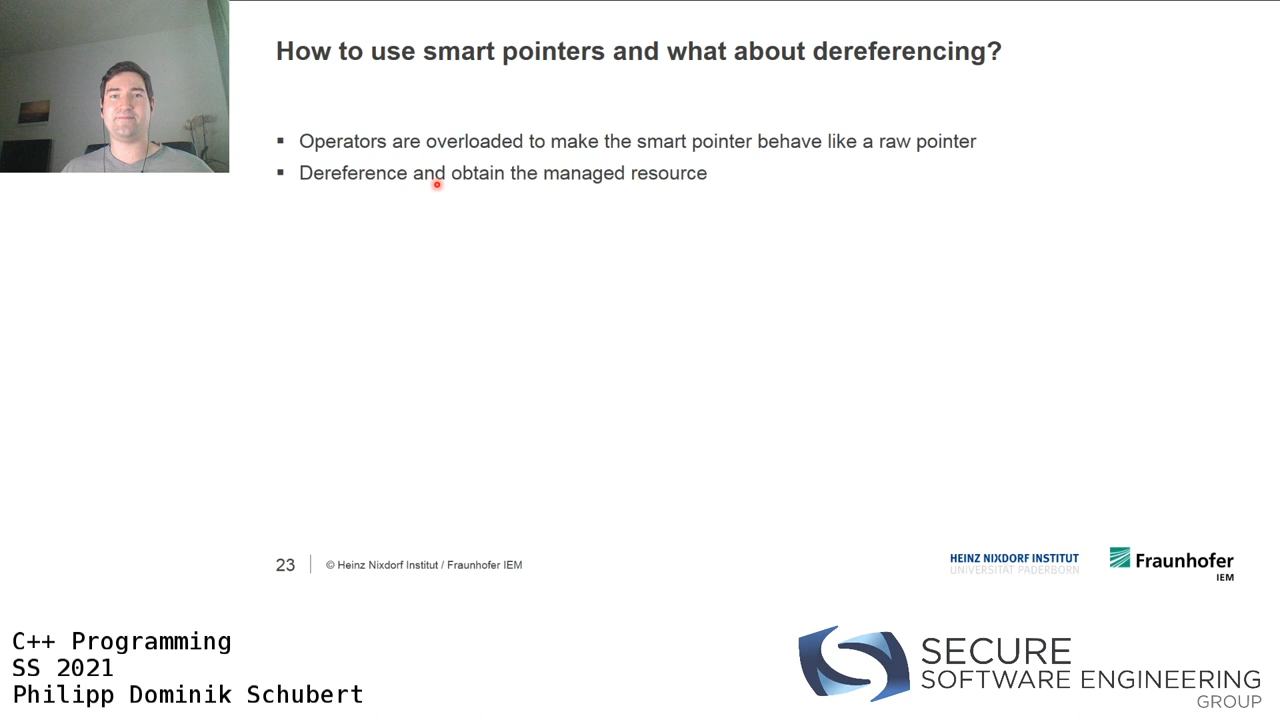 How to use smart pointers and what about dereferencing?
▪ Operators are overloaded to make the smart pointer behave like a raw pointer
▪ Dereference and obtain the managed resource
23
© Heinz Nixdorf Institut / Fraunhofer IEM
HEINZ NIXDORF INSTITUT
UNIVERSITÄT PADERBORN
Fraunhofer
IEM
C++ Programming
SS 2021
Philipp Dominik Schubert
SECURE
SOFTWARE ENGINEERING
GROUP